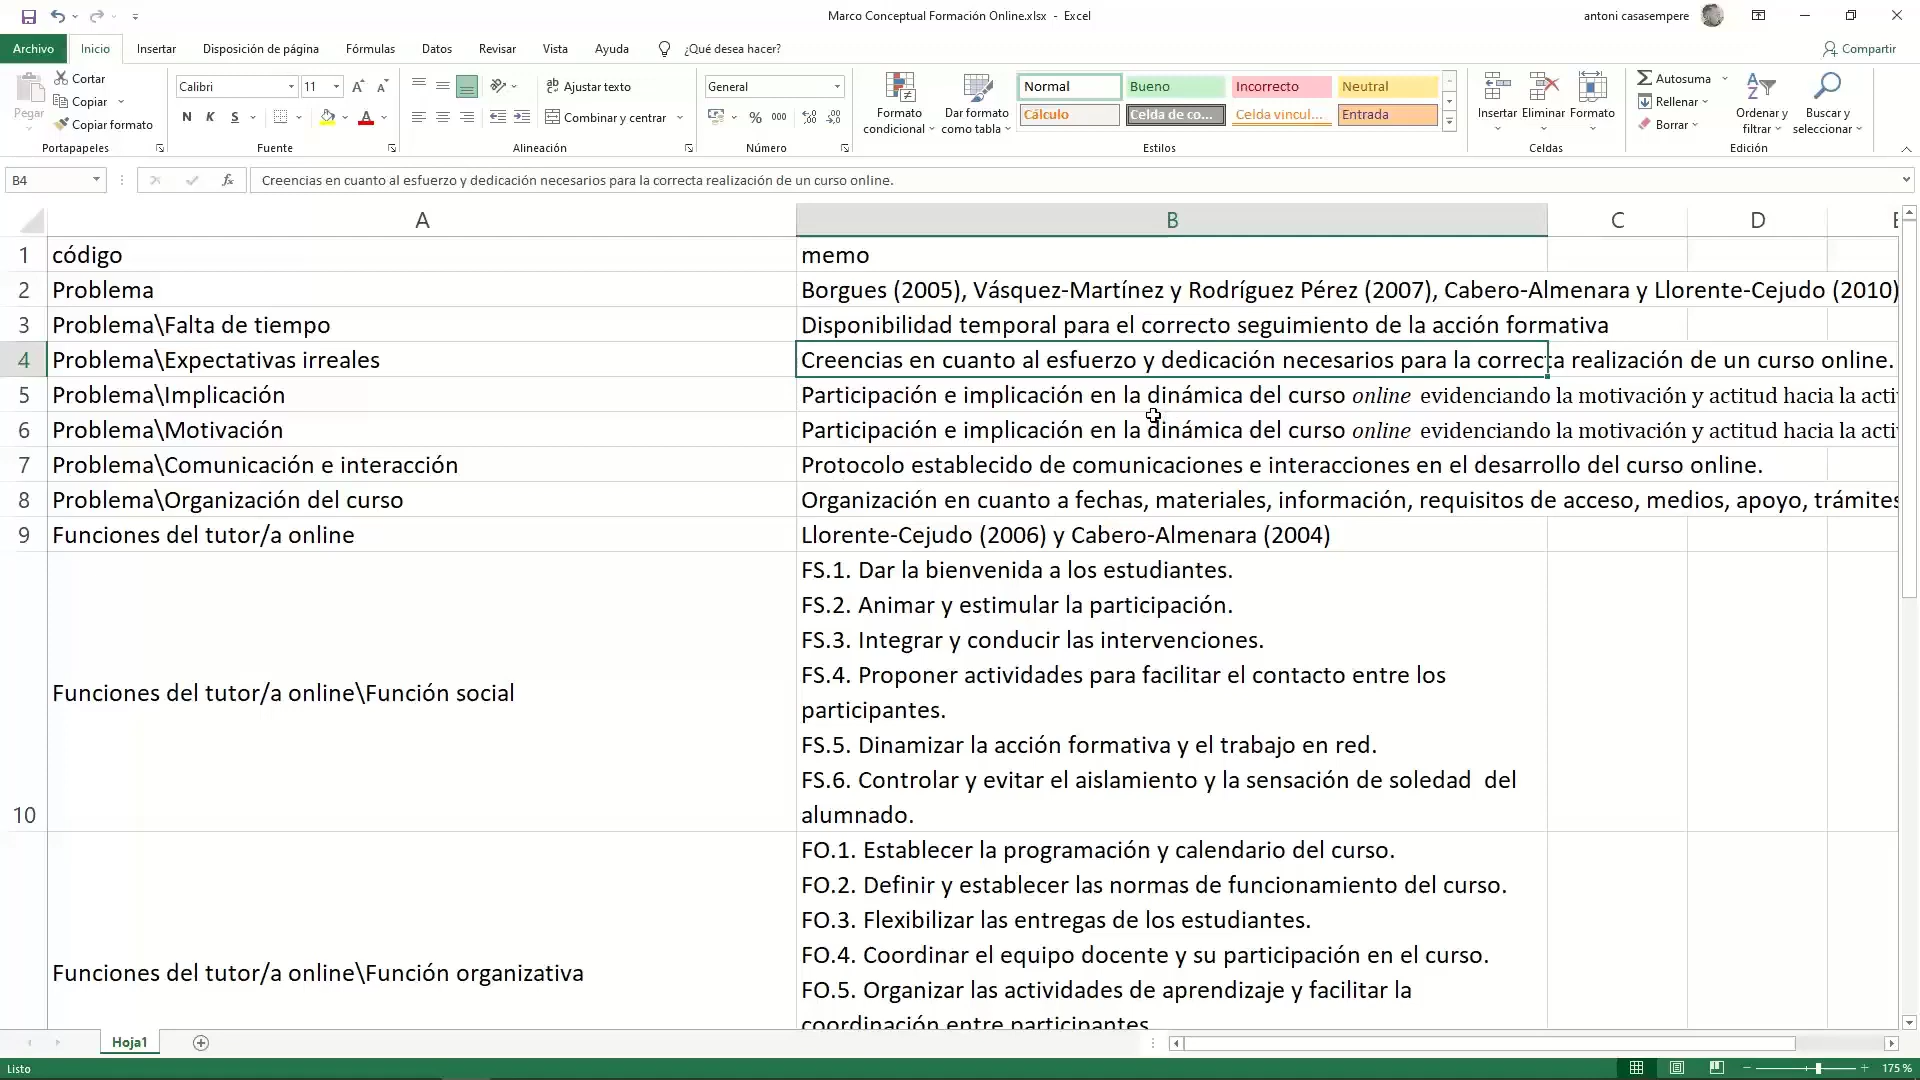 Marco Conceptual Formación Online.xlsx - Excel
antoni casasempere
Archivo Inicio Insertar Disposición de página Fórmulas Datos Revisar Vista Ayuda ¿Qué desea hacer? Compartir
Pegar
Cortar
Copiar
Copiar formato
Portapapeles
Calibri 11
N K S
Fuente
Ajustar texto
Combinar y centrar
Alineación
General
% 000
Número
Formato condicional
Dar formato como tabla
Normal Bueno Incorrecto Neutral
Cálculo Celda de co... Celda vincul... Entrada
Estilos
Insertar Eliminar Formato
Celdas
Autosuma
Rellenar
Borrar
Ordenar y filtrar
Buscar y seleccionar
Edición
B4 fx Creencias en cuanto al esfuerzo y dedicación necesarios para la correcta realización de un curso online.
A B C D E
1 código memo
2 Problema Borgues (2005), Vásquez-Martínez y Rodríguez Pérez (2007), Cabero-Almenara y Llorente-Cejudo (2010)
3 Problema\Falta de tiempo Disponibilidad temporal para el correcto seguimiento de la acción formativa
4 Problema\Expectativas irreales Creencias en cuanto al esfuerzo y dedicación necesarios para la correcta realización de un curso online.
5 Problema\Implicación Participación e implicación en la dinámica del curso online evidenciando la motivación y actitud hacia la acti
6 Problema\Motivación Participación e implicación en la dinámica del curso online evidenciando la motivación y actitud hacia la acti
7 Problema\Comunicación e interacción Protocolo establecido de comunicaciones e interacciones en el desarrollo del curso online.
8 Problema\Organización del curso Organización en cuanto a fechas, materiales, información, requisitos de acceso, medios, apoyo, trámites
9 Funciones del tutor/a online Llorente-Cejudo (2006) y Cabero-Almenara (2004)
FS.1. Dar la bienvenida a los estudiantes.
FS.2. Animar y estimular la participación.
FS.3. Integrar y conducir las intervenciones.
FS.4. Proponer actividades para facilitar el contacto entre los
Funciones del tutor/a online\Función social
participantes.
FS.5. Dinamizar la acción formativa y el trabajo en red.
FS.6. Controlar y evitar el aislamiento y la sensación de soledad del
10 alumnado.
FO.1. Establecer la programación y calendario del curso.
FO.2. Definir y establecer las normas de funcionamiento del curso.
FO.3. Flexibilizar las entregas de los estudiantes.
FO.4. Coordinar el equipo docente y su participación en el curso.
Funciones del tutor/a online\Función organizativa
FO.5. Organizar las actividades de aprendizaje y facilitar la
coordinación entre participantes
Hoja1
Listo
175 %